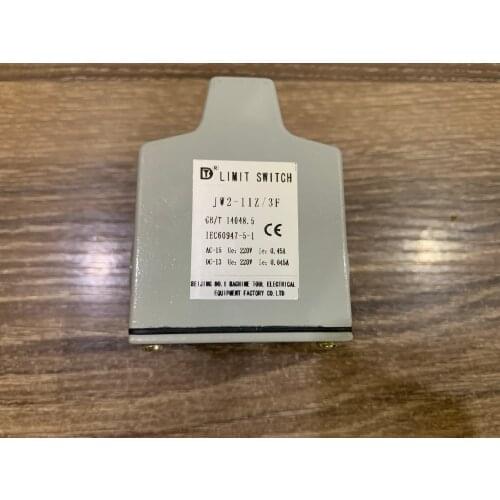 ® LIMIT SWITCH
JW2-11Z/3F
GB/T 14048.5
IEC60947-5-1 CE
AC-15 Ue: 220V Ie: 0.45A
DC-13 Ue: 220V Ie: 0.045A
BEIJING NO.1 MACHINE TOOL ELECTRICAL
EQUIPMENT FACTORY CO.LTD